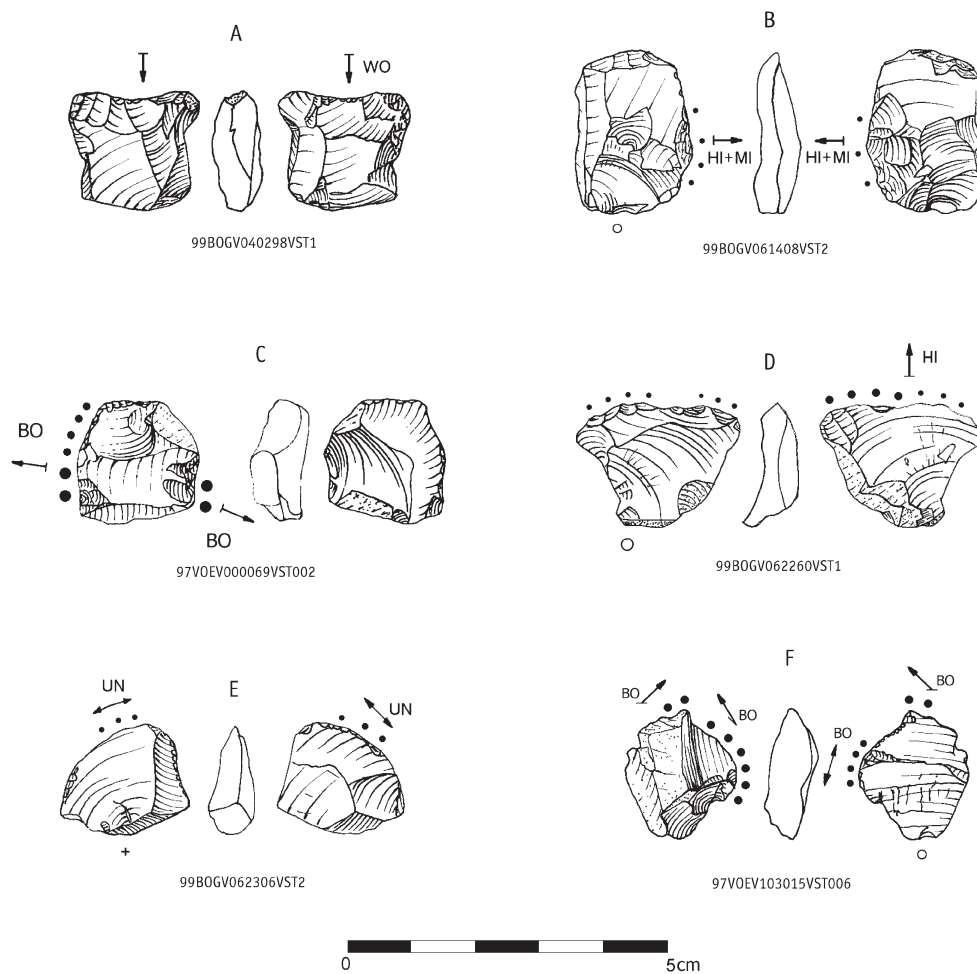 A
B
WO
HI+MI
HI+MI
99BOGV040298VST1
99BOGV061408VST2
C
D
HI
BO
BO
97VOEV000069VST002
99BOGV062260VST1
UN
E
UN
F
BO
BO
BO
BO
+
99BOGV062306VST2
97VOEV103015VST006
0
5cm